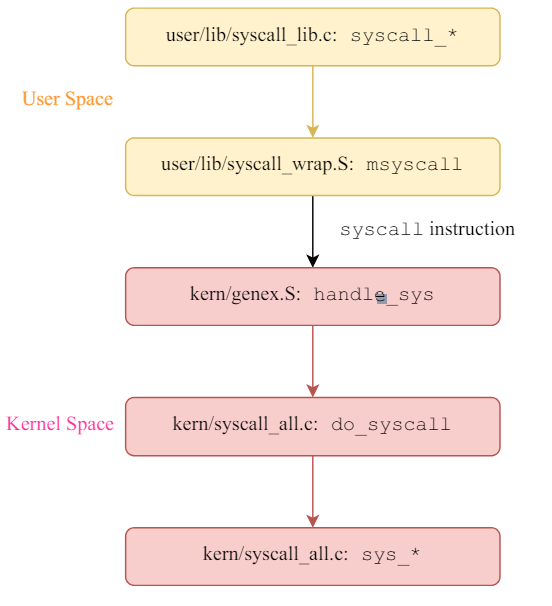 user/lib/syscall_lib.c: syscall_*
User Space
user/lib/syscall_wrap.S: msyscall
syscall instruction
kern/genex.S: handle_sys
Kernel Space
kern/syscall_all.c: do_syscall
kern/syscall_all.c: sys_*